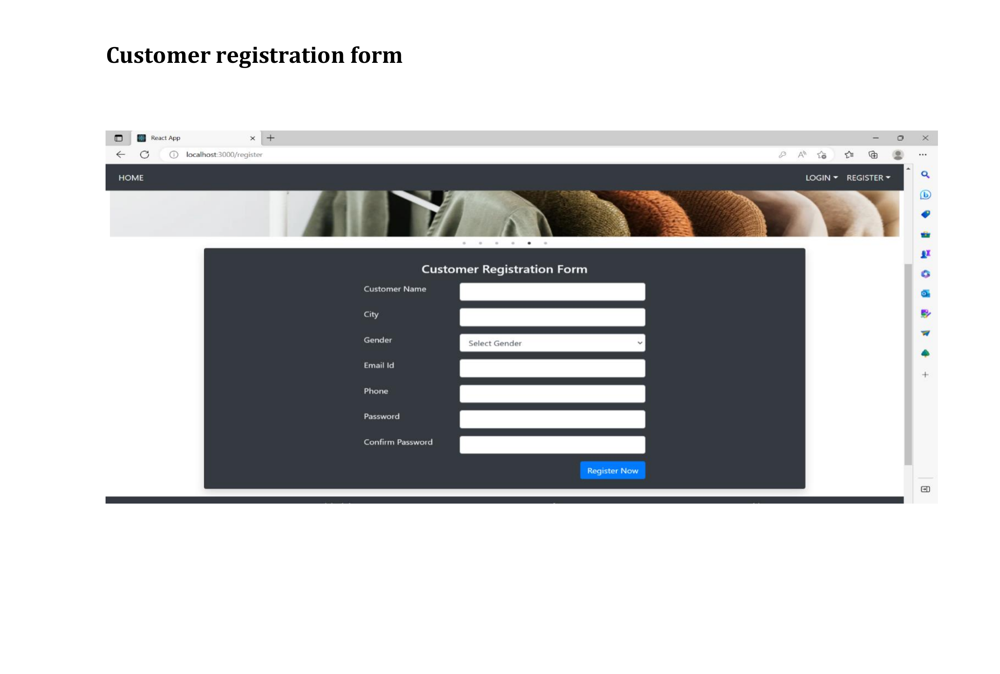 Customer registration form
React App
localhost:3000/register
HOME
LOGIN
REGISTER
Customer Registration Form
Customer Name
City
Gender
Select Gender
Email Id
Phone
Password
Confirm Password
Register Now